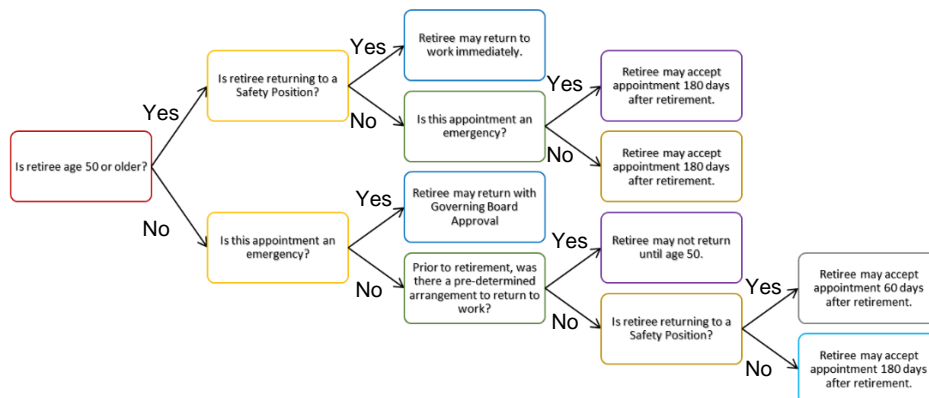 Is retiree age 50 or older?
Yes
No
Is retiree returning to a
Safety Position?
Yes
No
Retiree may return to
work immediately.
Is this appointment an
emergency?
Yes
No
Retiree may accept
appointment 180 days
after retirement.
Retiree may accept
appointment 180 days
after retirement.
Is this appointment an
emergency?
Yes
No
Retiree may return with
Governing Board
Approval
Prior to retirement, was
there a pre-determined
arrangement to return to
work?
Yes
No
Retiree may not return
until age 50.
Is retiree returning to a
Safety Position?
Yes
No
Retiree may accept
appointment 60 days
after retirement.
Retiree may accept
appointment 180 days
after retirement.